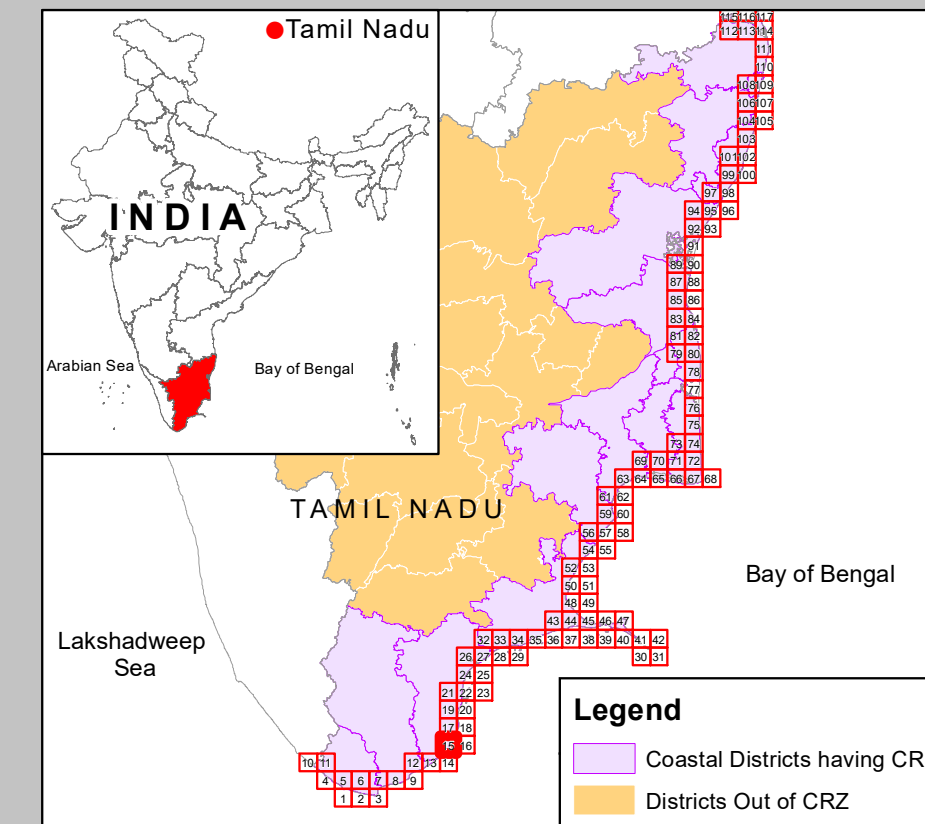 Tamil Nadu
INDIA
Arabian Sea
Bay of Bengal
115 116 117
112 113 114
111
110
108 109
106 107
104 105
103
101 102
99 100
97 98
94 95 96
92 93
91
89 90
87 88
85 86
83 84
81 82
79 80
78
77
76
75
73 74
69 70 71 72
63 64 65 66 67 68
61 62
59 60
56 57 58
54 55
52 53
50 51
48 49
43 44 45 46 47
32 33 34 35 36 37 38 39 40 41 42
26 27 28 29 30 31
24 25
21 22 23
19 20
17 18
15 16
10 11 12 13 14
4 5 6 7 8 9
1 2 3
TAMIL NADU
Bay of Bengal
Lakshadweep
Sea
Legend
Coastal Districts having CR
Districts Out of CRZ